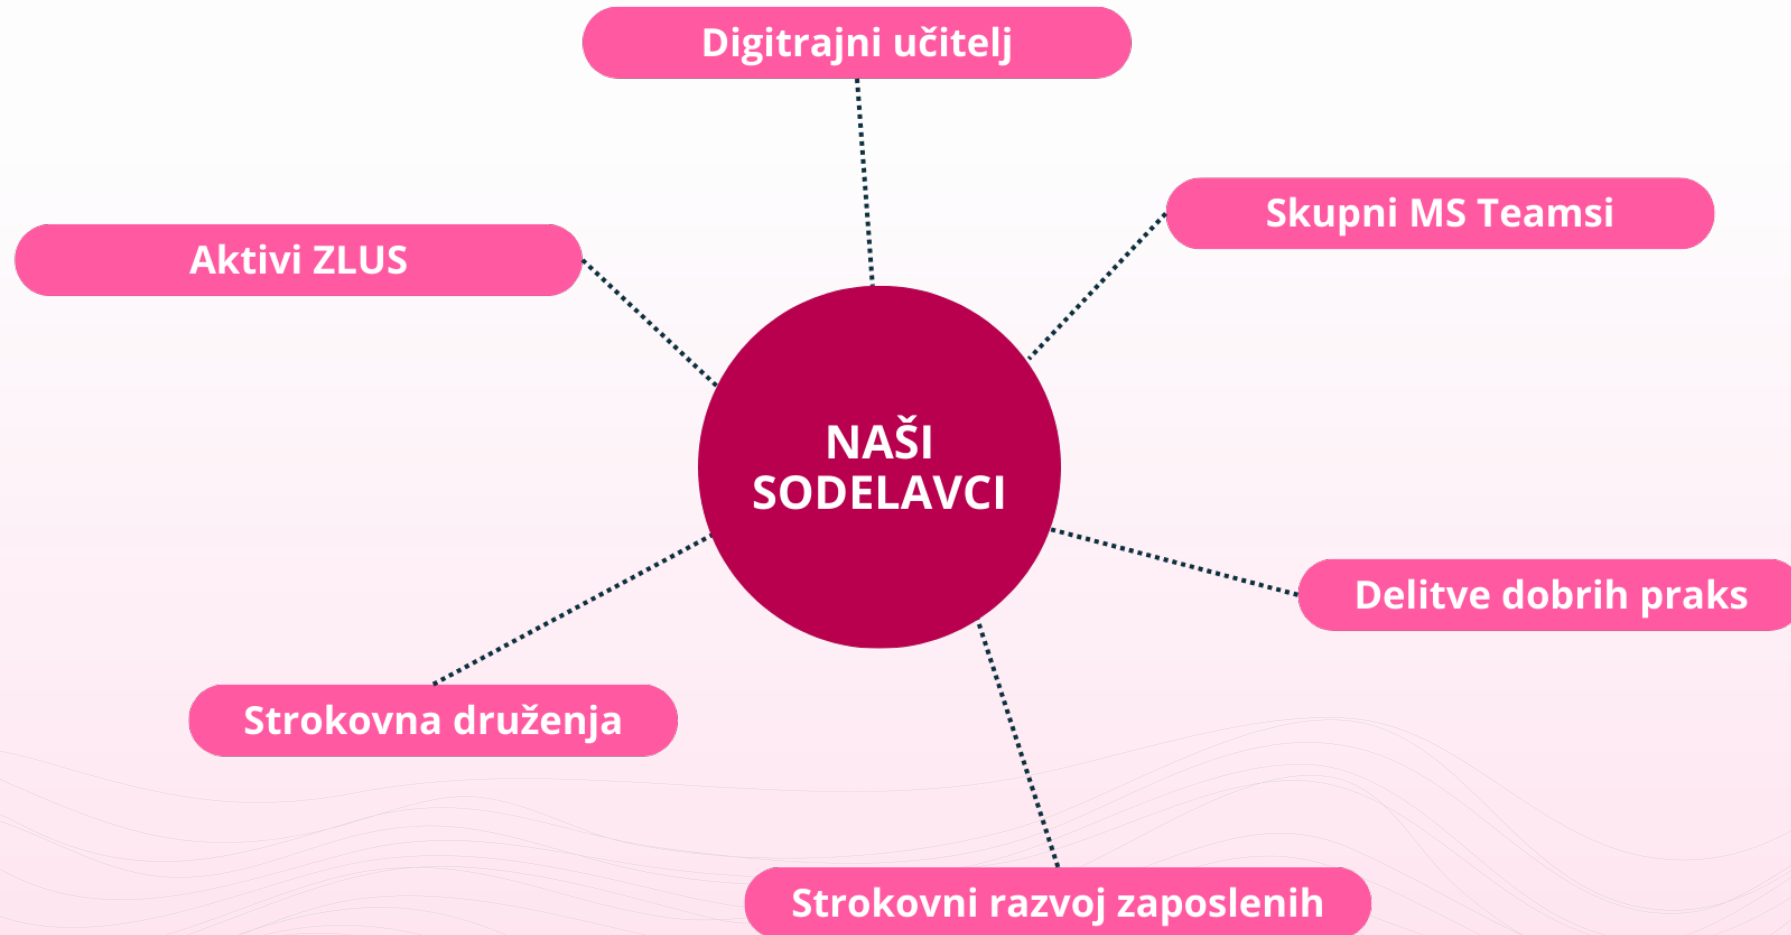 Digitrajni učitelj
Skupni MS Teamsi
Aktivi ZLUS
NAŠI
SODELAVCI
Delitve dobrih praks
Strokovna druženja
Strokovni razvoj zaposlenih